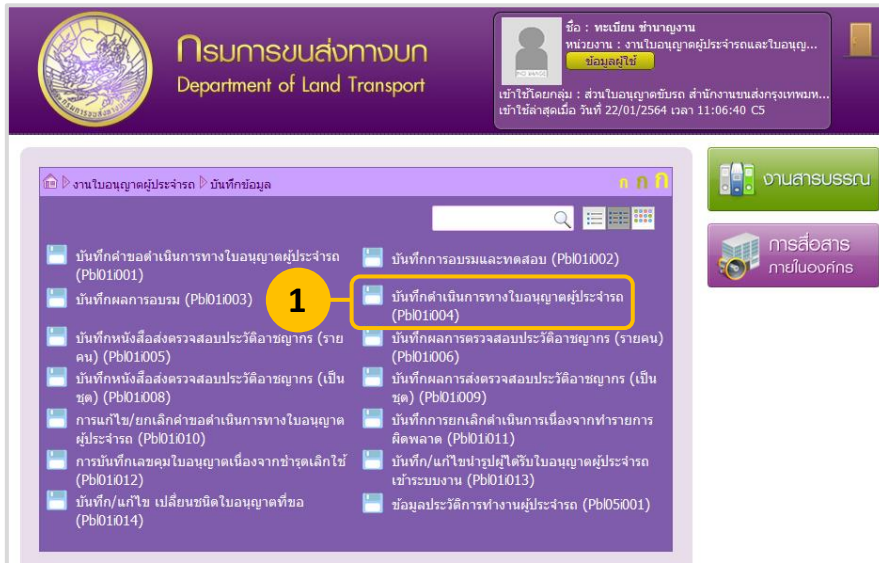 กรมการขนส่งทางบก
Department of Land Transport
ชื่อ : ทะเบียน ชำนาญงาน
หน่วยงาน : งานใบอนุญาตผู้ประจำรถและใบอนุญ...
ข้อมูลผู้ใช้
NO IMAGE
เข้าใช้โดยกลุ่ม : ส่วนใบอนุญาตขับรถ สำนักงานขนส่งกรุงเทพมห...
เข้าใช้ล่าสุดเมื่อ วันที่ 22/01/2564 เวลา 11:06:40 C5
งานใบอนุญาตผู้ประจำรถ บันทึกข้อมูล
ก ก ก
งานสารบรรณ
การสื่อสาร
ภายในองค์กร
บันทึกคำขอดำเนินการทางใบอนุญาตผู้ประจำรถ
(Pbl01i001)
บันทึกการอบรมและทดสอบ (Pbl01i002)
บันทึกผลการอบรม (Pbl01i003)
1
บันทึกดำเนินการทางใบอนุญาตผู้ประจำรถ
(Pbl01i004)
บันทึกหนังสือส่งตรวจสอบประวัติอาชญากร (ราย
คน) (Pbl01i005)
บันทึกผลการตรวจสอบประวัติอาชญากร (รายคน)
(Pbl01i006)
บันทึกหนังสือส่งตรวจสอบประวัติอาชญากร (เป็น
ชุด) (Pbl01i008)
บันทึกผลการส่งตรวจสอบประวัติอาชญากร (เป็น
ชุด) (Pbl01i009)
การแก้ไข/ยกเลิกคำขอดำเนินการทางใบอนุญาต
ผู้ประจำรถ (Pbl01i010)
บันทึกการยกเลิกดำเนินการเนื่องจากทำรายการ
ผิดพลาด (Pbl01i011)
การบันทึกเลขคุมใบอนุญาตเนื่องจากชำรุดเลิกใช้
(Pbl01i012)
บันทึก/แก้ไขนำรูปผู้ได้รับใบอนุญาตผู้ประจำรถ
เข้าระบบงาน (Pbl01i013)
บันทึก/แก้ไข เปลี่ยนชนิดใบอนุญาตที่ขอ
(Pbl01i014)
ข้อมูลประวัติการทำงานผู้ประจำรถ (Pbl05i001)